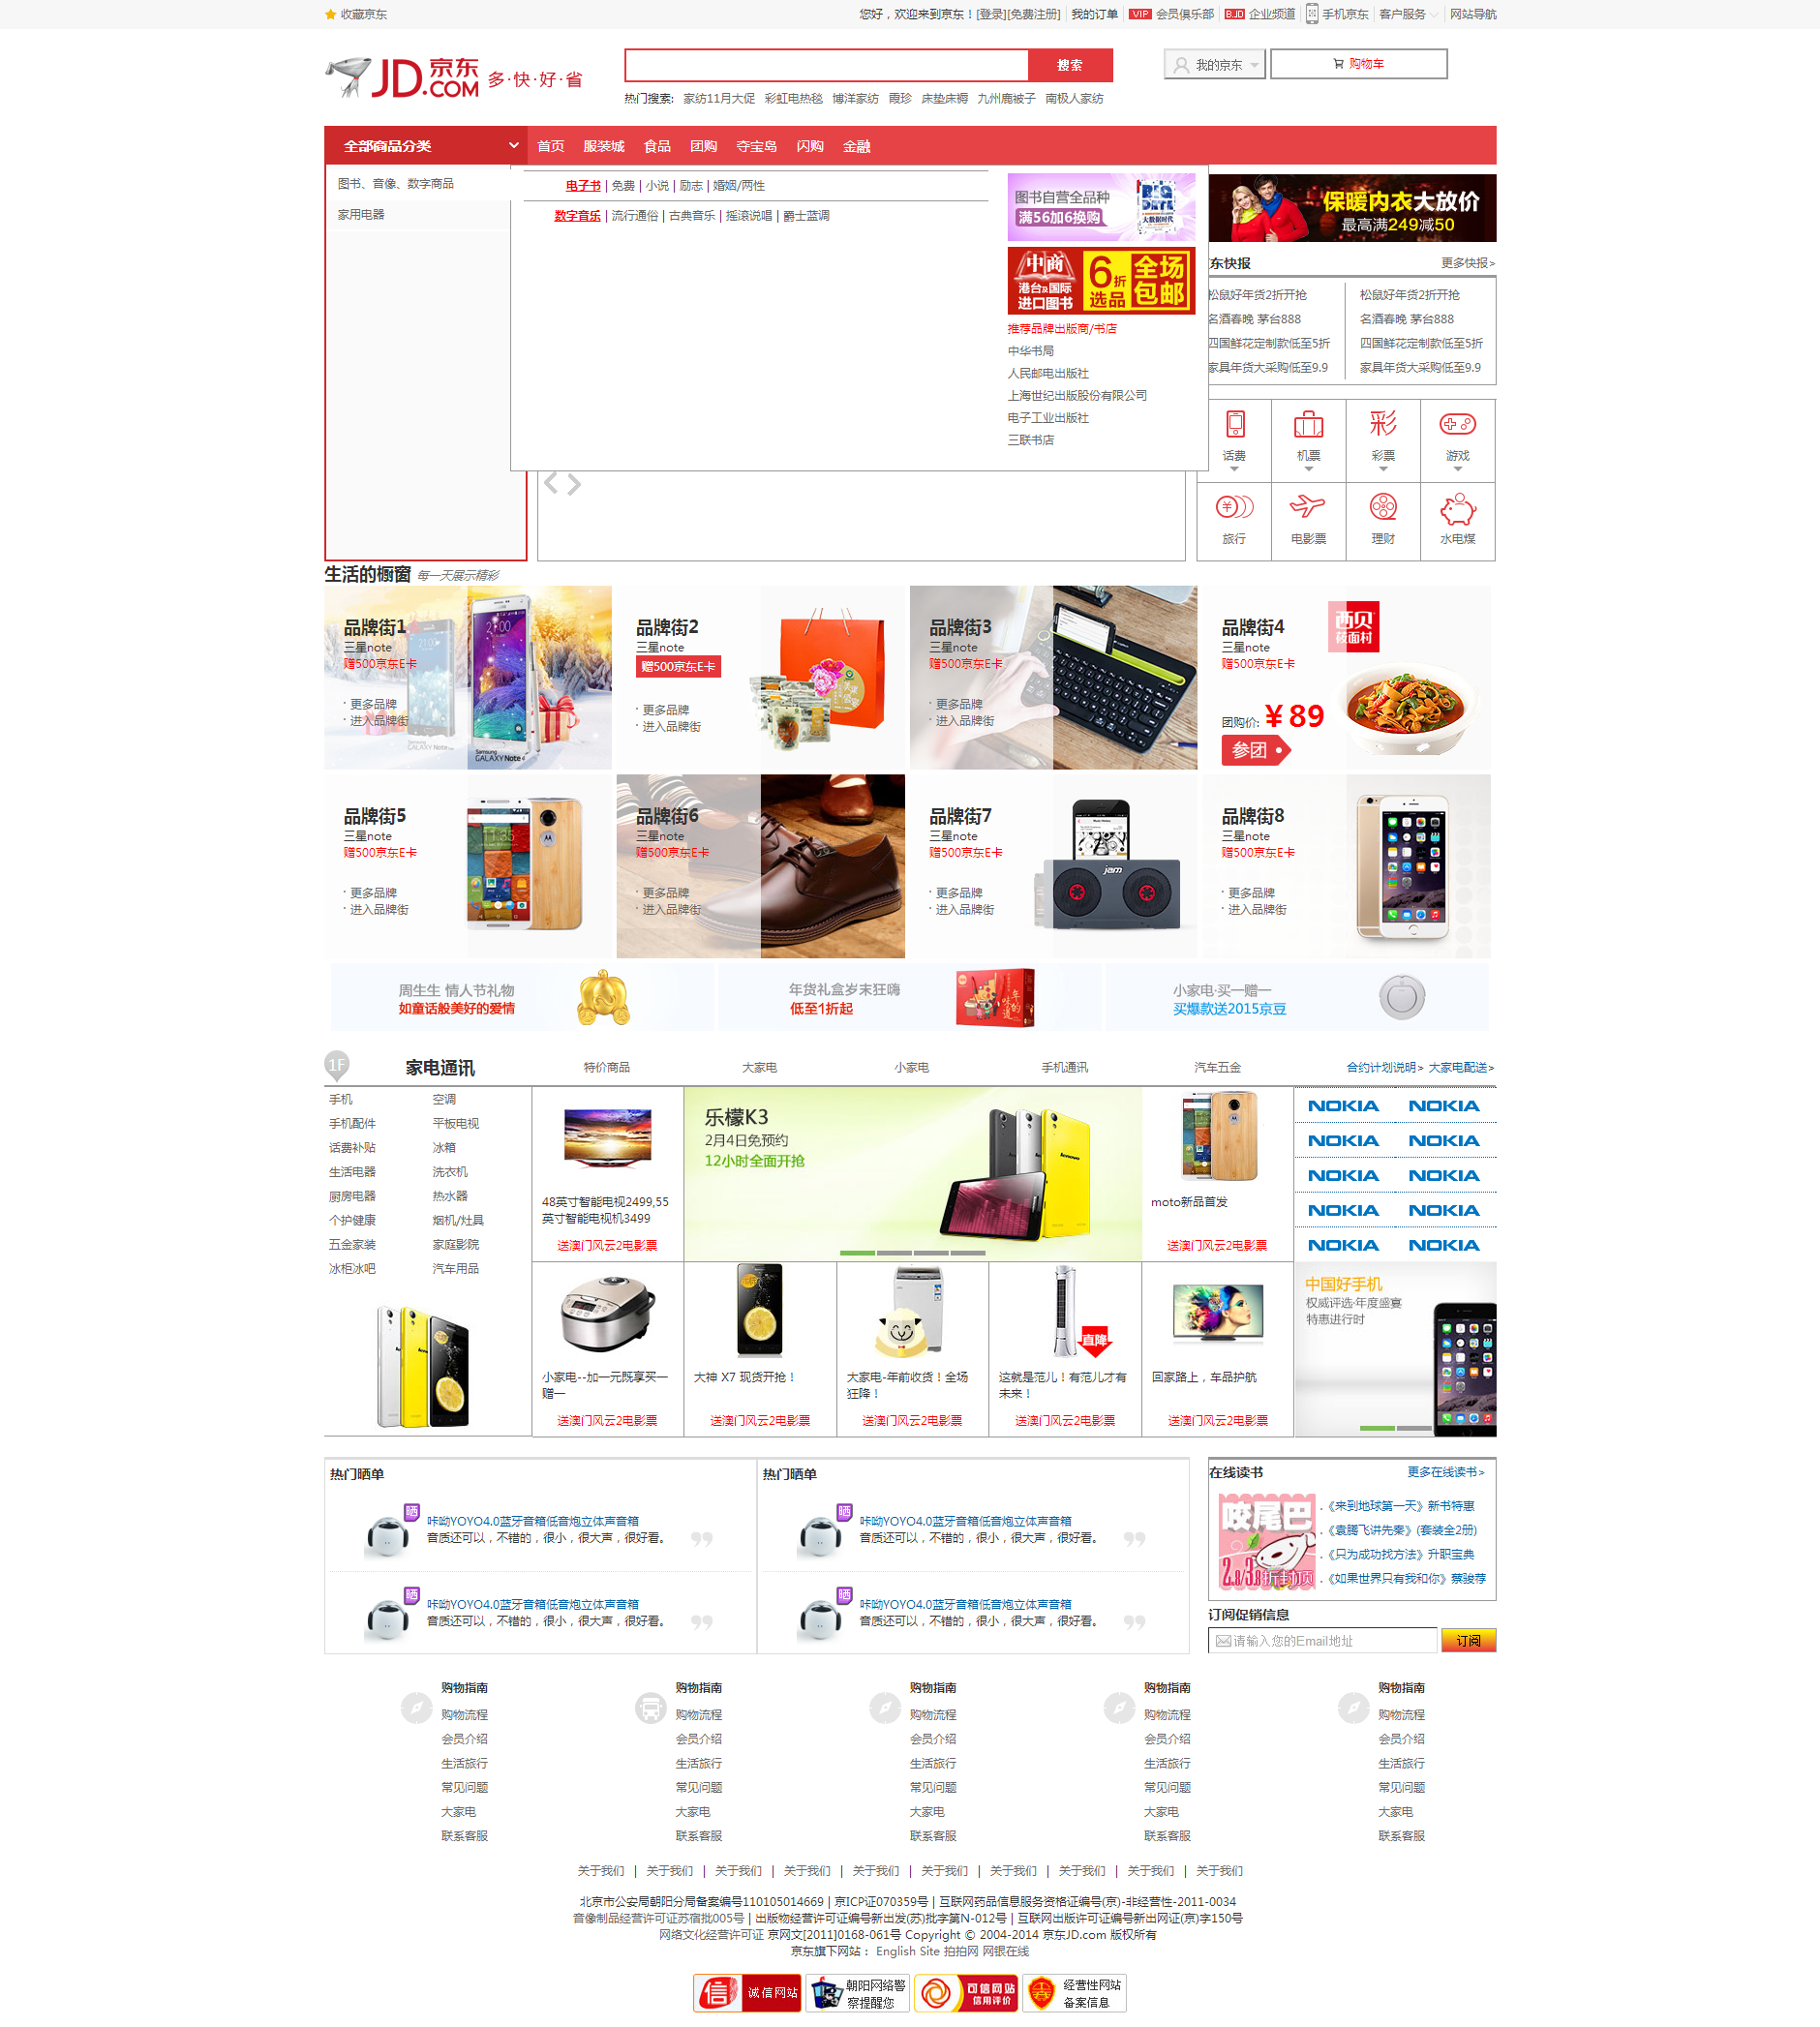 收藏京东
您好，欢迎来到京东！[登录][免费注册] 我的订单 VIP 会员俱乐部 BJD 企业频道 手机京东 客户服务 网站导航
JD.COM 京东 多·快·好·省
搜索
我的京东
购物车
热门搜索: 家纺11月大促 彩虹电热毯 博洋家纺 霞珍 床垫床褥 九州鹿被子 南极人家纺
全部商品分类 首页 服装城 食品 团购 夺宝岛 闪购 金融
图书、音像、数字商品
家用电器
电子书 | 免费 | 小说 | 励志 | 婚姻/两性
数字音乐 | 流行通俗 | 古典音乐 | 摇滚说唱 | 爵士蓝调
图书自营全品种
满56加6换购
BIG DATE
大数据时代
中商
港台及国际
进口图书
6折
选品
全场
包邮
推荐品牌出版商/书店
中华书局
人民邮电出版社
上海世纪出版股份有限公司
电子工业出版社
三联书店
保暖内衣大放价
最高满249减50
东快报 更多快报>
松鼠好年货2折开抢 松鼠好年货2折开抢
名酒春晚 茅台888 名酒春晚 茅台888
四国鲜花定制款低至5折 四国鲜花定制款低至5折
家具年货大采购低至9.9 家具年货大采购低至9.9
彩
话费 机票 彩票 游戏
旅行 电影票 理财 水电煤
生活的橱窗 每一天展示精彩
品牌街1
三星note
赠500京东E卡
· 更多品牌
· 进入品牌街
SAMSUNG GALAXY Note 4
品牌街2
三星note
赠500京东E卡
· 更多品牌
· 进入品牌街
品牌街3
三星note
赠500京东E卡
· 更多品牌
· 进入品牌街
品牌街4
三星note
赠500京东E卡
团购价: ¥ 89
参团
西贝
莜面村
品牌街5
三星note
赠500京东E卡
· 更多品牌
· 进入品牌街
11:35
品牌街6
三星note
赠500京东E卡
· 更多品牌
· 进入品牌街
品牌街7
三星note
赠500京东E卡
· 更多品牌
· 进入品牌街
jam
品牌街8
三星note
赠500京东E卡
· 更多品牌
· 进入品牌街
周生生 情人节礼物
如童话般美好的爱情
年货礼盒岁末狂嗨
低至1折起
年的味道
小家电·买一赠一
买爆款送2015京豆
1F 家电通讯 特价商品 大家电 小家电 手机通讯 汽车五金 合约计划说明> 大家电配送>
手机 空调
手机配件 平板电视
话费补贴 冰箱
生活电器 洗衣机
厨房电器 热水器
个护健康 烟机/灶具
五金家装 家庭影院
冰柜冰吧 汽车用品
48英寸智能电视2499,55
英寸智能电视机3499
送澳门风云2电影票
乐檬K3
2月4日免预约
12小时全面开抢
moto新品首发
送澳门风云2电影票
NOKIA NOKIA
NOKIA NOKIA
NOKIA NOKIA
NOKIA NOKIA
NOKIA NOKIA
小家电--加一元既享买一
赠一
送澳门风云2电影票
大神 X7 现货开抢！
送澳门风云2电影票
大家电-年前收货！全场
狂降！
送澳门风云2电影票
直降
这就是范儿！有范儿才有
未来！
送澳门风云2电影票
回家路上，车品护航
送澳门风云2电影票
中国好手机
权威评选·年度盛宴
特惠进行时
热门晒单
晒
咔呦YOYO4.0蓝牙音箱低音炮立体声音箱
音质还可以，不错的，很小，很大声，很好看。
晒
咔呦YOYO4.0蓝牙音箱低音炮立体声音箱
音质还可以，不错的，很小，很大声，很好看。
热门晒单
晒
咔呦YOYO4.0蓝牙音箱低音炮立体声音箱
音质还可以，不错的，很小，很大声，很好看。
晒
咔呦YOYO4.0蓝牙音箱低音炮立体声音箱
音质还可以，不错的，很小，很大声，很好看。
在线读书 更多在线读书>
咬尾巴
2.8/3.8折封顶
.《来到地球第一天》新书特惠
.《袁腾飞讲先秦》(套装全2册)
.《只为成功找方法》升职宝典
.《如果世界只有我和你》蔡骏荐
订阅促销信息
请输入您的Email地址 订阅
购物指南 购物指南 购物指南 购物指南 购物指南
购物流程 购物流程 购物流程 购物流程 购物流程
会员介绍 会员介绍 会员介绍 会员介绍 会员介绍
生活旅行 生活旅行 生活旅行 生活旅行 生活旅行
常见问题 常见问题 常见问题 常见问题 常见问题
大家电 大家电 大家电 大家电 大家电
联系客服 联系客服 联系客服 联系客服 联系客服
关于我们 | 关于我们 | 关于我们 | 关于我们 | 关于我们 | 关于我们 | 关于我们 | 关于我们 | 关于我们 | 关于我们
北京市公安局朝阳分局备案编号110105014669 | 京ICP证070359号 | 互联网药品信息服务资格证编号(京)-非经营性-2011-0034
音像制品经营许可证苏宿批005号 | 出版物经营许可证编号新出发(苏)批字第N-012号 | 互联网出版许可证编号新出网证(京)字150号
网络文化经营许可证 京网文[2011]0168-061号 Copyright © 2004-2014 京东JD.com 版权所有
京东旗下网站： English Site 拍拍网 网银在线
信 诚信网站
朝阳网络警
察提醒您
可信网站
信用评价
经营性网站
备案信息